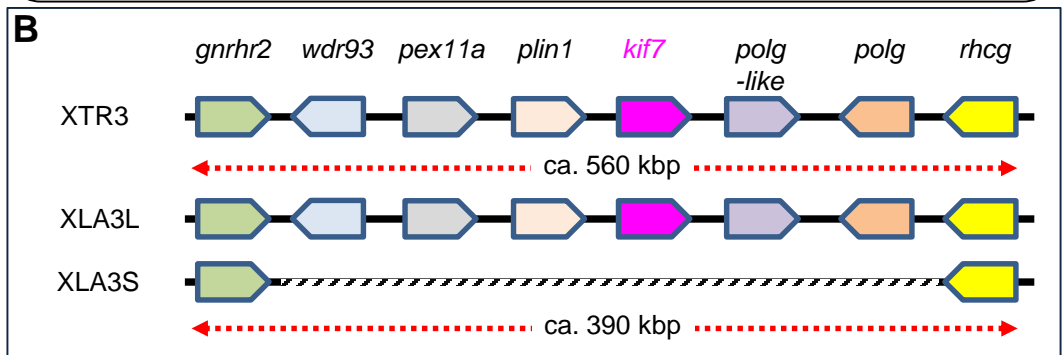 B
gnrhr2 wdr93 pex11a plin1 kif7 polg polg rhcg
-like
XTR3
ca. 560 kbp
XLA3L
XLA3S
ca. 390 kbp